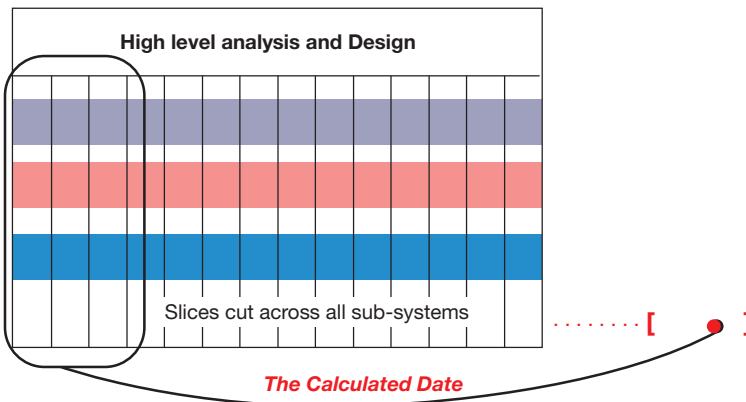 High level analysis and Design
Slices cut across all sub-systems
........[ ]
The Calculated Date